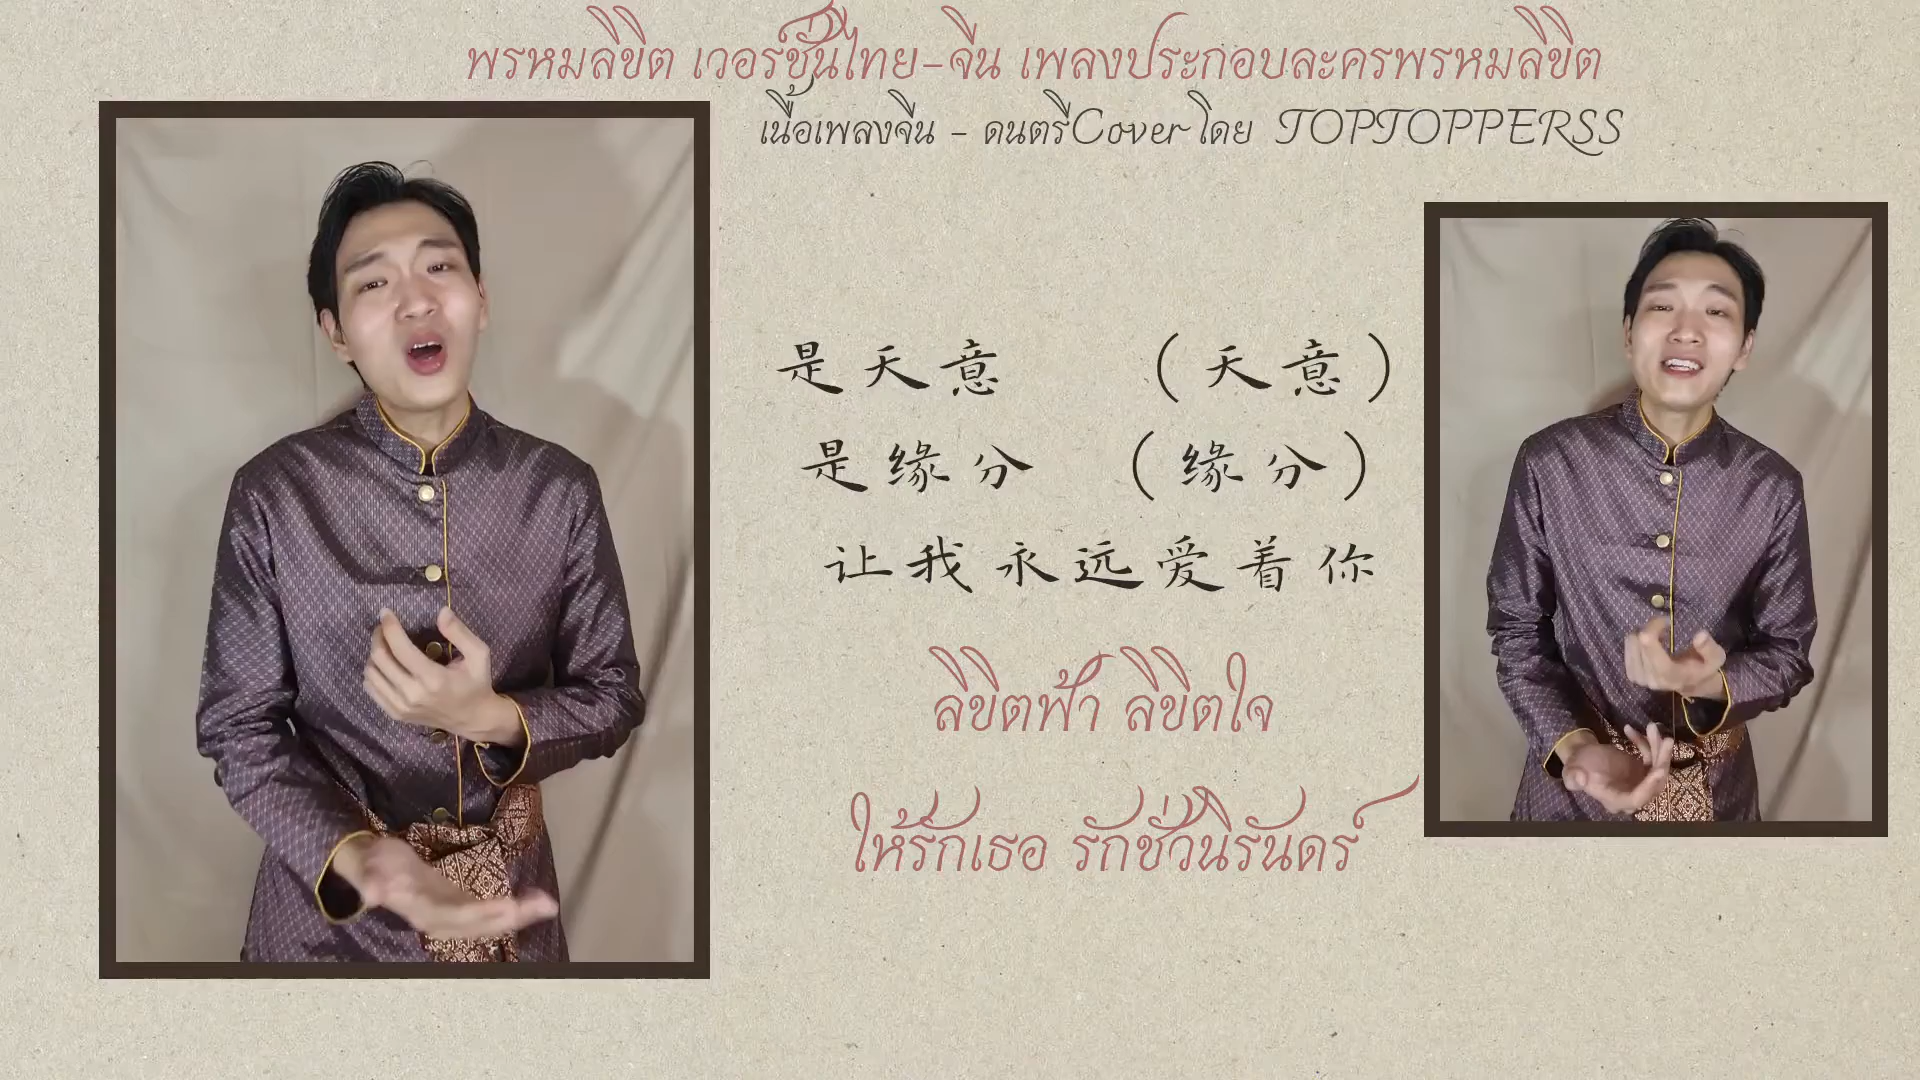 พรหมลิขิต เวอร์ชั่นไทย-จีน เพลงประกอบละครพรหมลิขิต
เนื้อเพลงจีน - ดนตรีCoverโดย TOPTOPPERSS
是天意 (天意)
是缘分 (缘分)
让我永远爱着你
ลิขิตฟ้า ลิขิตใจ
ให้รักเธอ รักชั่วนิรันดร์